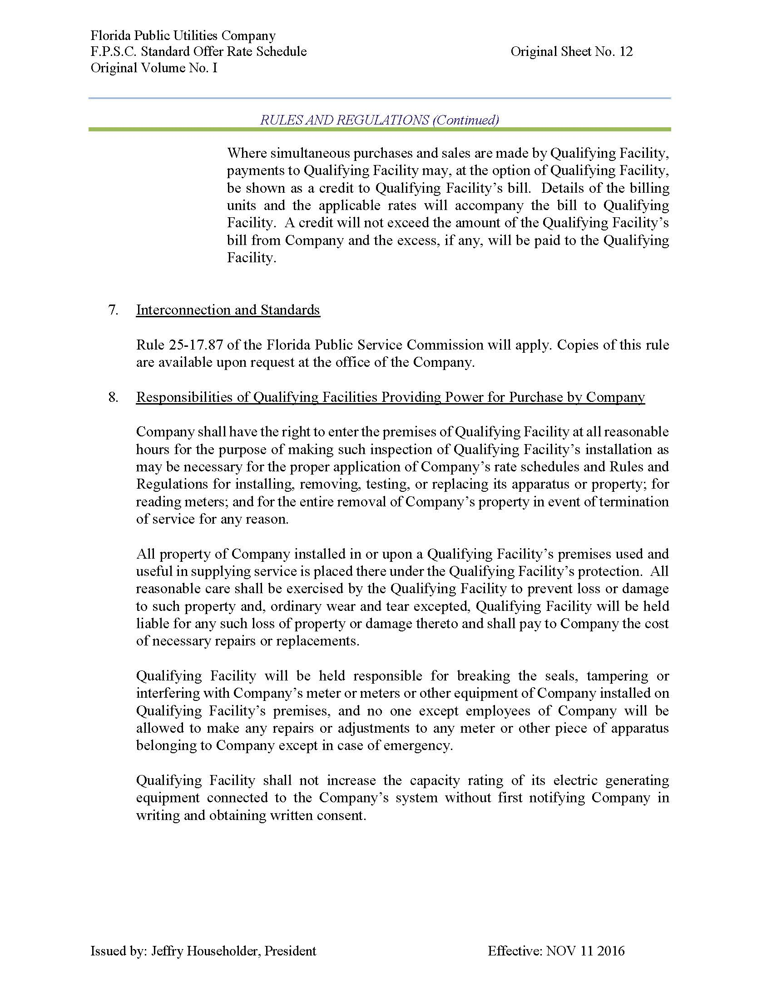 Florida Public Utilities Company
F.P.S.C. Standard Offer Rate Schedule Original Sheet No. 12
Original Volume No. I
RULES AND REGULATIONS (Continued)
Where simultaneous purchases and sales are made by Qualifying Facility,
payments to Qualifying Facility may, at the option of Qualifying Facility,
be shown as a credit to Qualifying Facility’s bill. Details of the billing
units and the applicable rates will accompany the bill to Qualifying
Facility. A credit will not exceed the amount of the Qualifying Facility’s
bill from Company and the excess, if any, will be paid to the Qualifying
Facility.
7. Interconnection and Standards
Rule 25-17.87 of the Florida Public Service Commission will apply. Copies of this rule
are available upon request at the office of the Company.
8. Responsibilities of Qualifying Facilities Providing Power for Purchase by Company
Company shall have the right to enter the premises of Qualifying Facility at all reasonable
hours for the purpose of making such inspection of Qualifying Facility’s installation as
may be necessary for the proper application of Company’s rate schedules and Rules and
Regulations for installing, removing, testing, or replacing its apparatus or property; for
reading meters; and for the entire removal of Company’s property in event of termination
of service for any reason.
All property of Company installed in or upon a Qualifying Facility’s premises used and
useful in supplying service is placed there under the Qualifying Facility’s protection. All
reasonable care shall be exercised by the Qualifying Facility to prevent loss or damage
to such property and, ordinary wear and tear excepted, Qualifying Facility will be held
liable for any such loss of property or damage thereto and shall pay to Company the cost
of necessary repairs or replacements.
Qualifying Facility will be held responsible for breaking the seals, tampering or
interfering with Company’s meter or meters or other equipment of Company installed on
Qualifying Facility’s premises, and no one except employees of Company will be
allowed to make any repairs or adjustments to any meter or other piece of apparatus
belonging to Company except in case of emergency.
Qualifying Facility shall not increase the capacity rating of its electric generating
equipment connected to the Company’s system without first notifying Company in
writing and obtaining written consent.
Issued by: Jeffry Householder, President Effective: NOV 11 2016